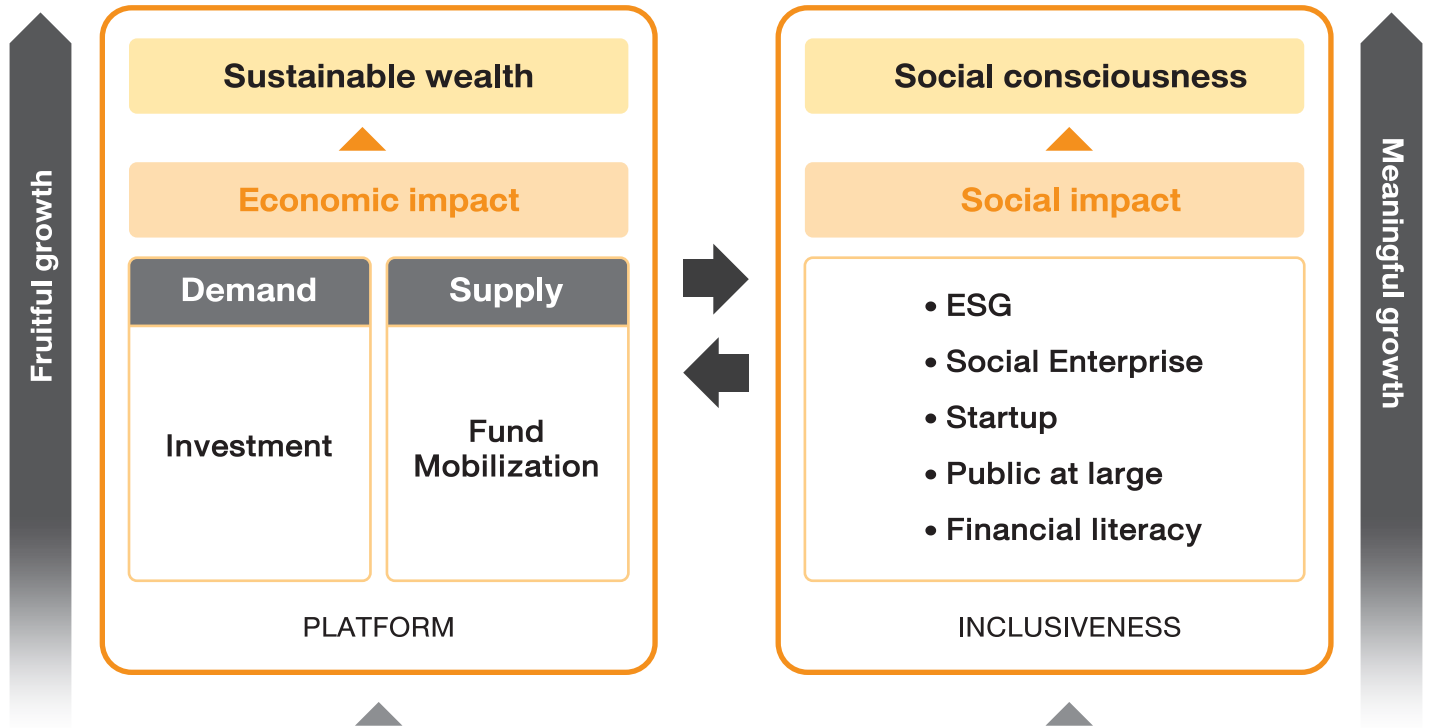 Fruitful growth
Sustainable wealth
Economic impact
Demand
Supply
Investment
Fund
Mobilization
PLATFORM
Social consciousness
Social impact
• ESG
• Social Enterprise
• Startup
• Public at large
• Financial literacy
INCLUSIVENESS
Meaningful growth